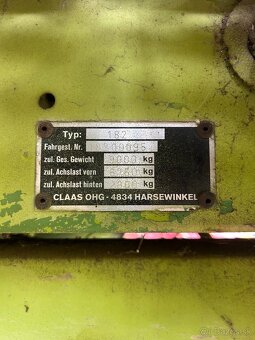 Typ:
Fahrgest. Nr.
zul. Ges. Gewicht 9000 kg
zul. Achslast vorn kg
zul. Achslast hinten kg
CLAAS OHG · 4834 HARSEWINKEL